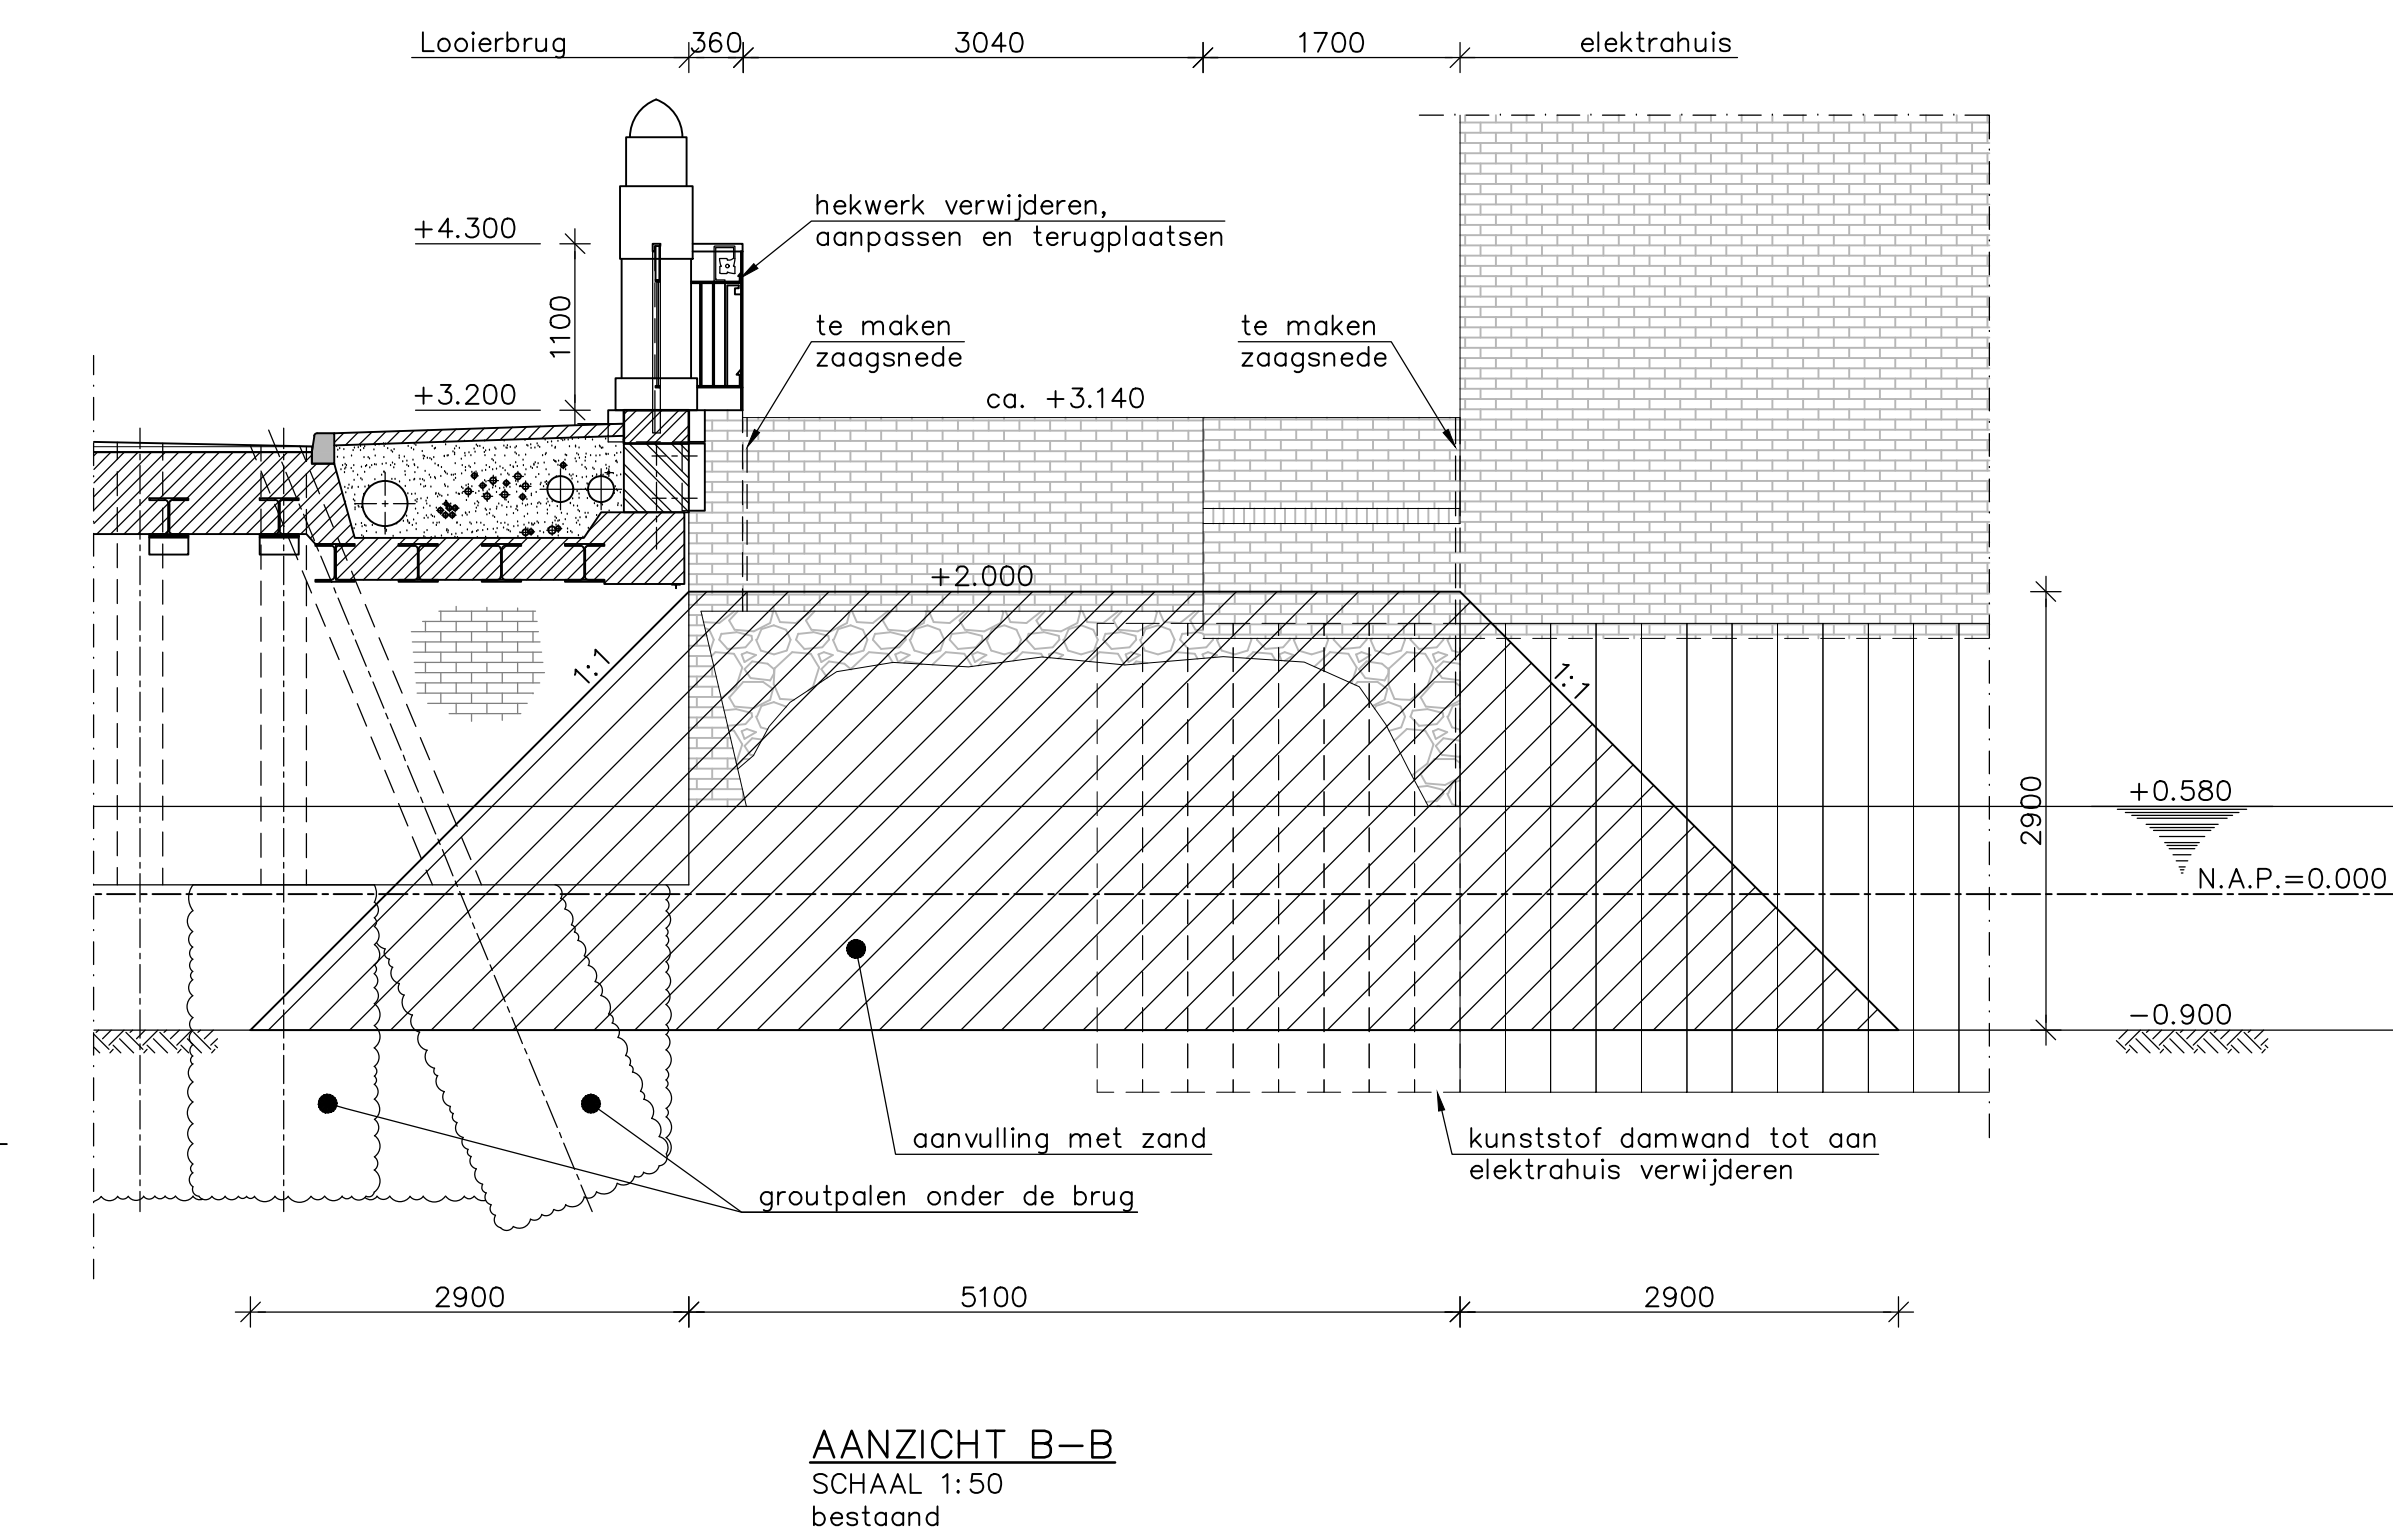 Looierbrug
360
3040
1700
elektrahuis
hekwerk verwijderen,
aanpassen en terugplaatsen
+4.300
1100
te maken
zaagsnede
te maken
zaagsnede
+3.200
ca. +3.140
+2.000
1:1
1:1
2900
+0.580
N.A.P.=0.000
-0.900
aanvulling met zand
kunststof damwand tot aan
elektrahuis verwijderen
groutpalen onder de brug
2900
5100
2900
AANZICHT B-B
SCHAAL 1:50
bestaand